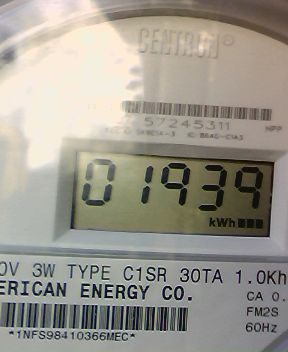 CENTRON®
57245311
01939
kWh
0V 3W TYPE C1SR 30TA 1.0Kh
ERICAN ENERGY CO.
CA 0.
FM2S
60Hz
*1NFS98410366MEC*